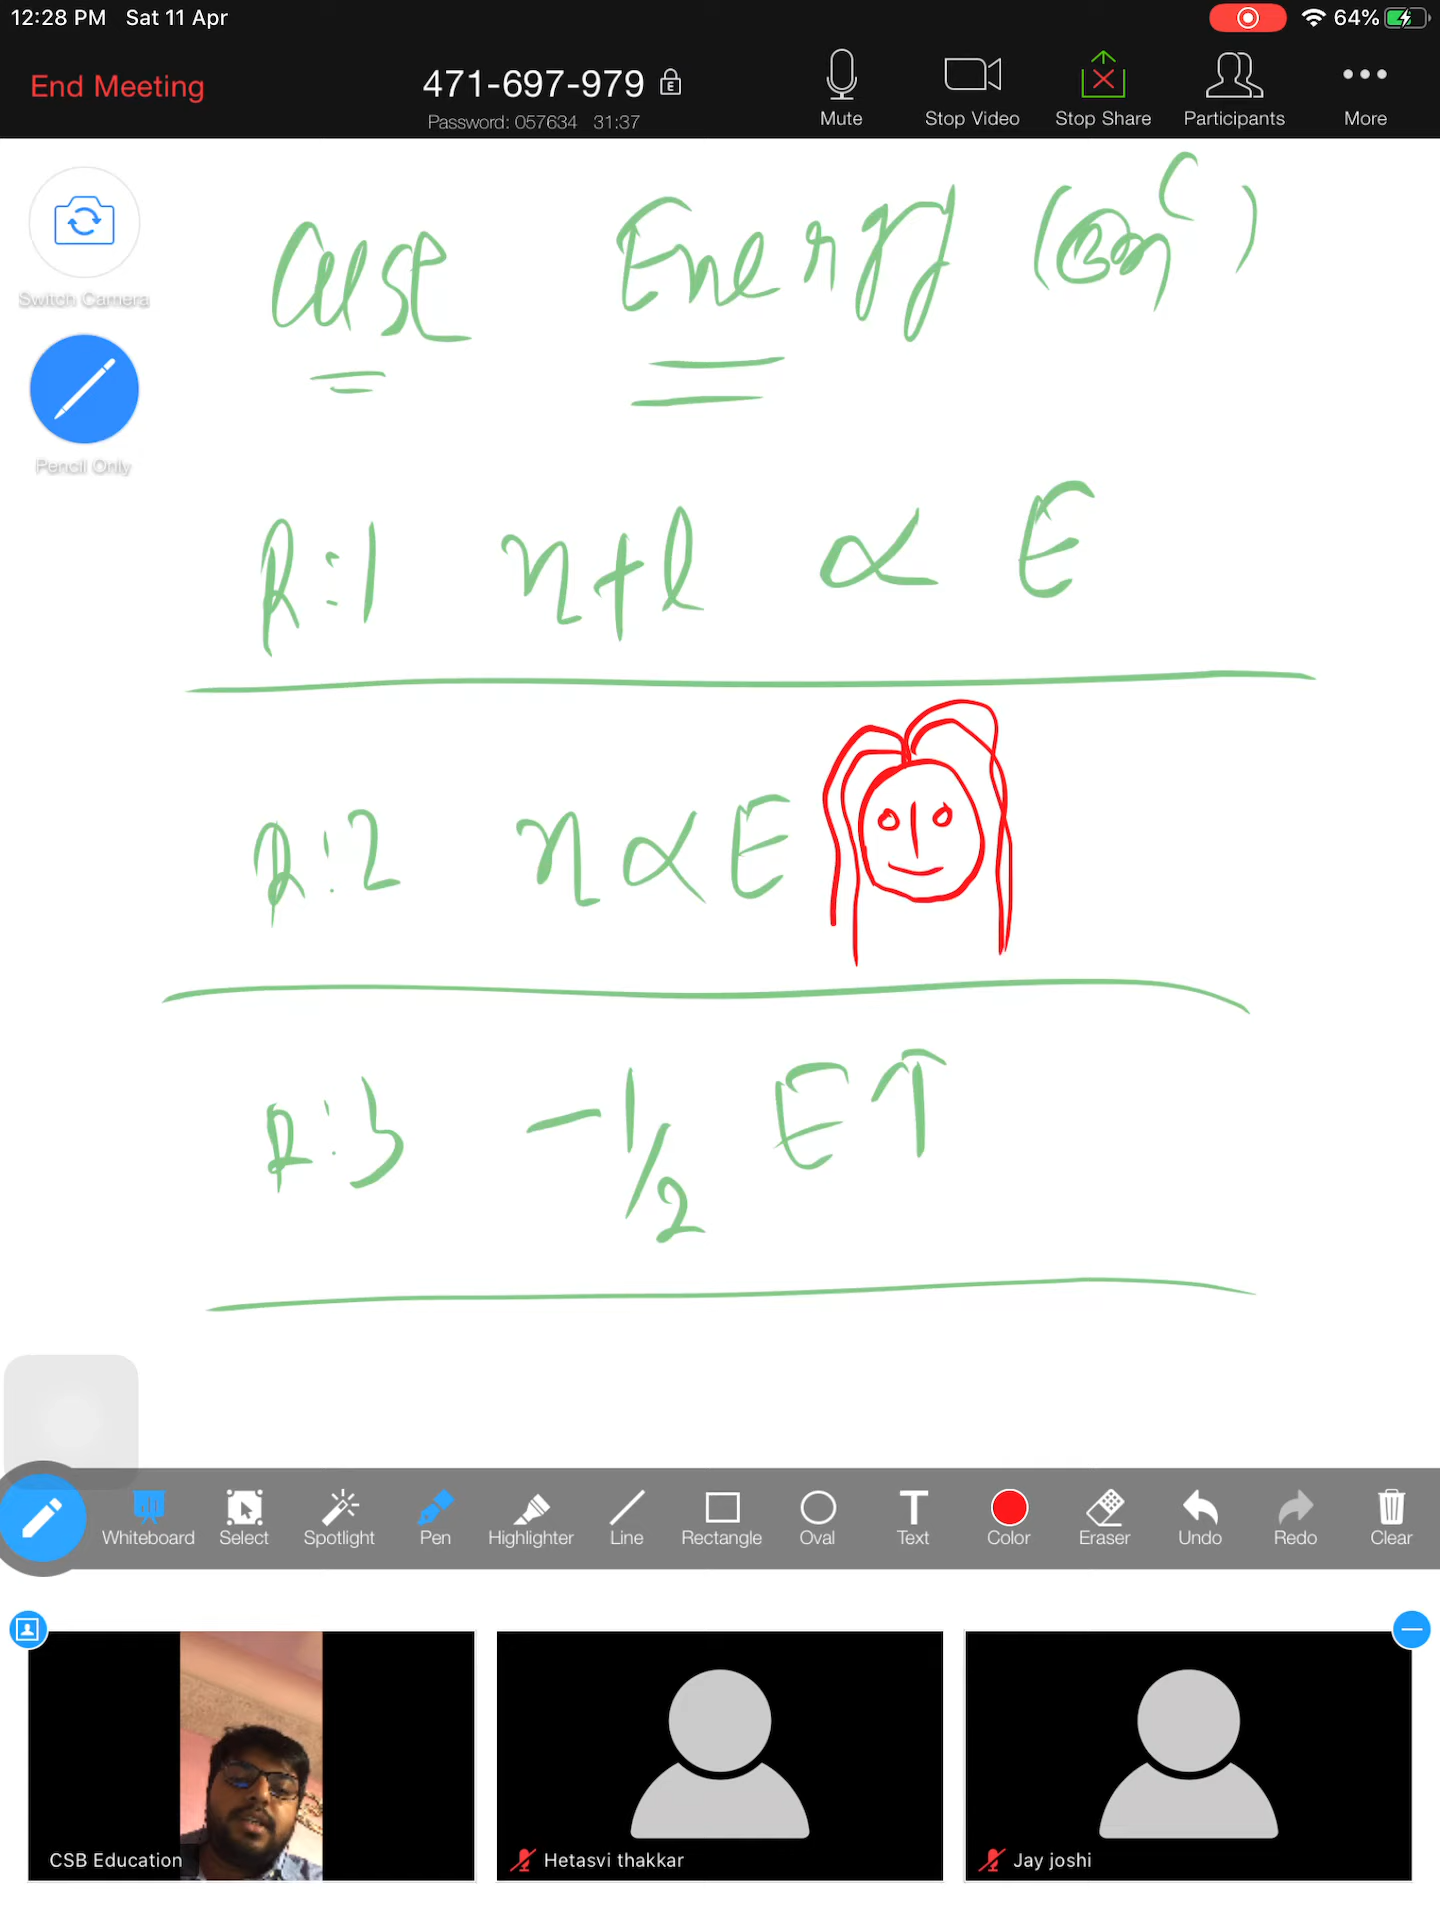 12:28 PM Sat 11 Apr 64%
End Meeting 471-697-979 Mute Stop Video Stop Share Participants More
Password: 057634 31:37
Switch Camera
Pencil Only
Energy
R:1 n+l ∝ E
R:2 n ∝ E
R:3 -1/2 E↑
Whiteboard Select Spotlight Pen Highlighter Line Rectangle Oval Text Color Eraser Undo Redo Clear
CSB Education Hetasvi thakkar Jay joshi